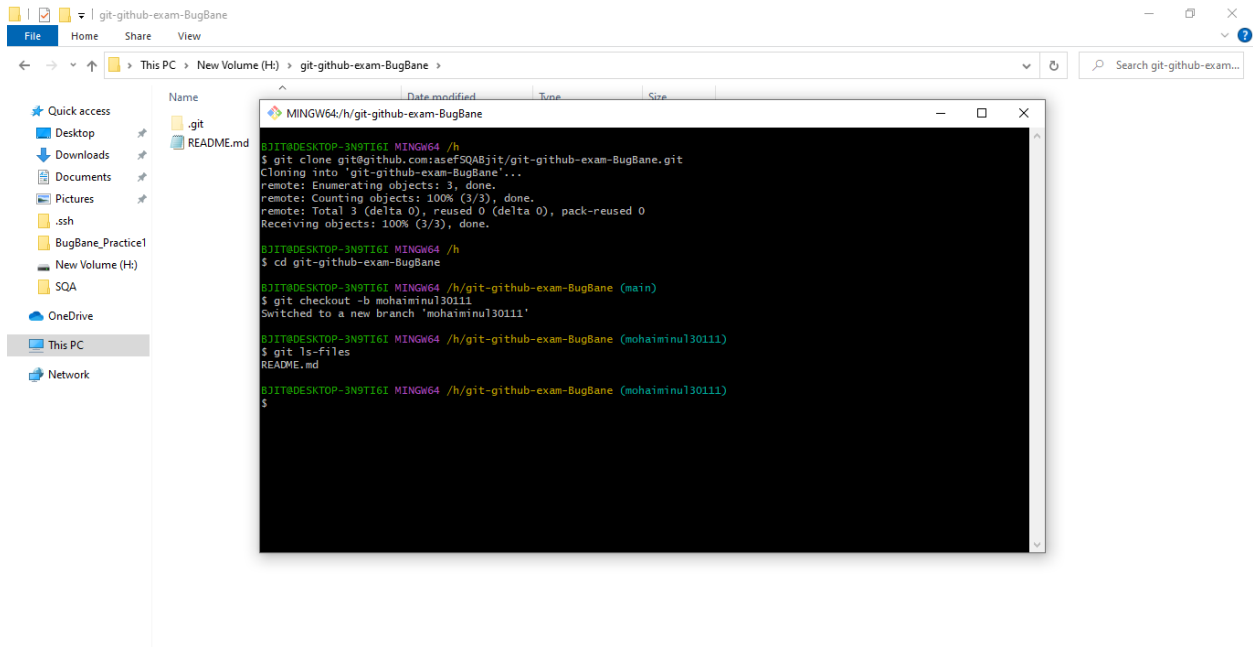 git-github-exam-BugBane
File Home Share View
This PC > New Volume (H:) > git-github-exam-BugBane >
Search git-github-exam...
Quick access
Desktop
Downloads
Documents
Pictures
.ssh
BugBane_Practice1
New Volume (H:)
SQA
OneDrive
This PC
Network
Name Date modified Type Size
.git
README.md
MINGW64:/h/git-github-exam-BugBane
BJIT@DESKTOP-3N9TI6I MINGW64 /h
$ git clone git@github.com:asefSQABjit/git-github-exam-BugBane.git
Cloning into 'git-github-exam-BugBane'...
remote: Enumerating objects: 3, done.
remote: Counting objects: 100% (3/3), done.
remote: Total 3 (delta 0), reused 0 (delta 0), pack-reused 0
Receiving objects: 100% (3/3), done.
BJIT@DESKTOP-3N9TI6I MINGW64 /h
$ cd git-github-exam-BugBane
BJIT@DESKTOP-3N9TI6I MINGW64 /h/git-github-exam-BugBane (main)
$ git checkout -b mohaiminul30111
Switched to a new branch 'mohaiminul30111'
BJIT@DESKTOP-3N9TI6I MINGW64 /h/git-github-exam-BugBane (mohaiminul30111)
$ git ls-files
README.md
BJIT@DESKTOP-3N9TI6I MINGW64 /h/git-github-exam-BugBane (mohaiminul30111)
$